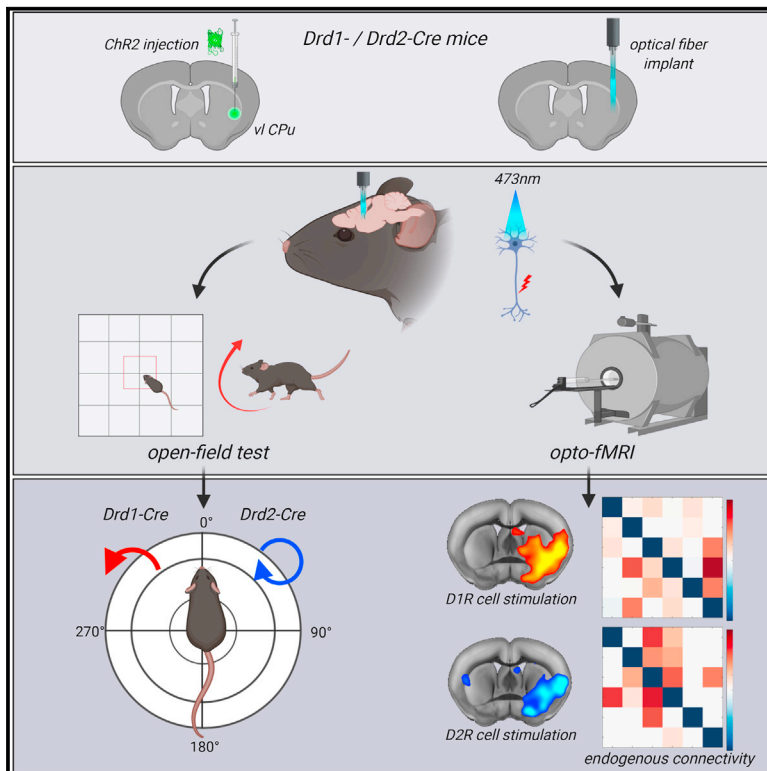 ChR2 injection
Drd1- / Drd2-Cre mice
optical fiber
implant
vl CPu
473nm
open-field test
opto-fMRI
Drd1-Cre
Drd2-Cre
0°
270°
90°
180°
D1R cell stimulation
D2R cell stimulation
endogenous connectivity